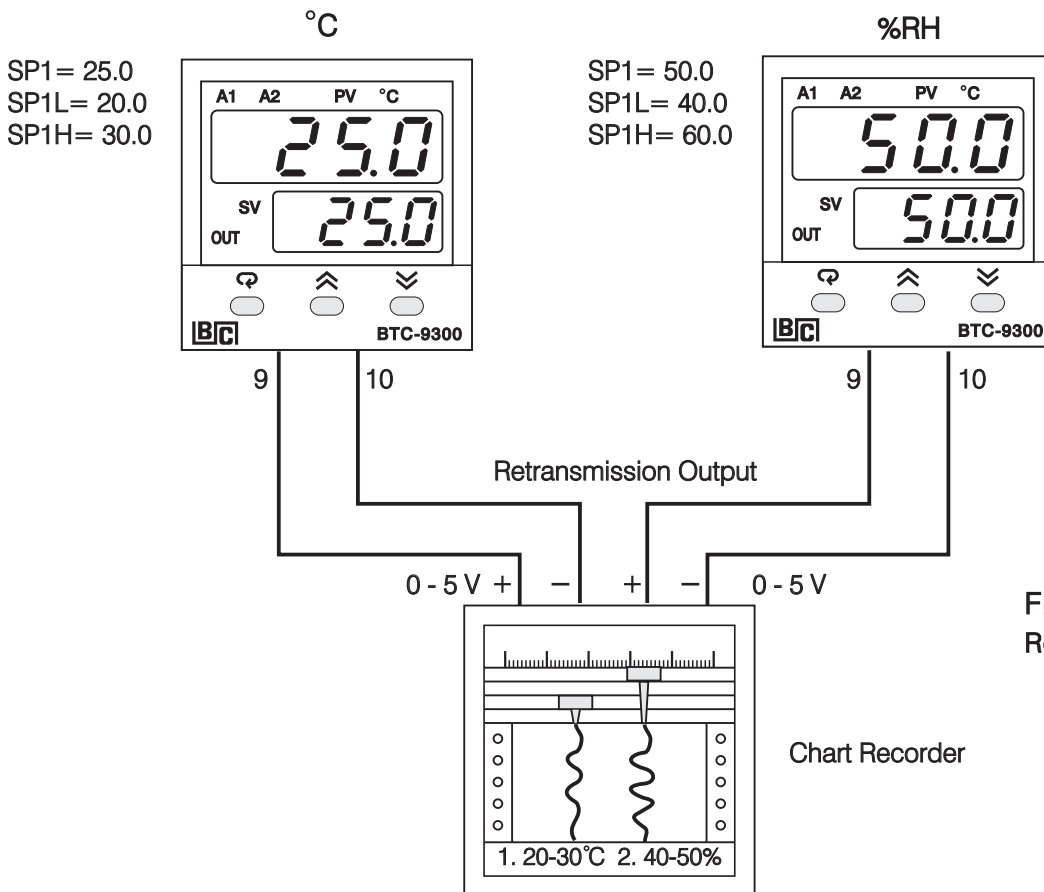 °C
SP1= 25.0
SP1L= 20.0
SP1H= 30.0
A1 A2 PV °C
25.0
SV
25.0
OUT
BC
BTC-9300
9
10
%RH
SP1= 50.0
SP1L= 40.0
SP1H= 60.0
A1 A2 PV °C
50.0
SV
50.0
OUT
BC
BTC-9300
9
10
Retransmission Output
0 - 5 V + − + − 0 - 5 V
Chart Recorder
1. 20-30°C 2. 40-50%